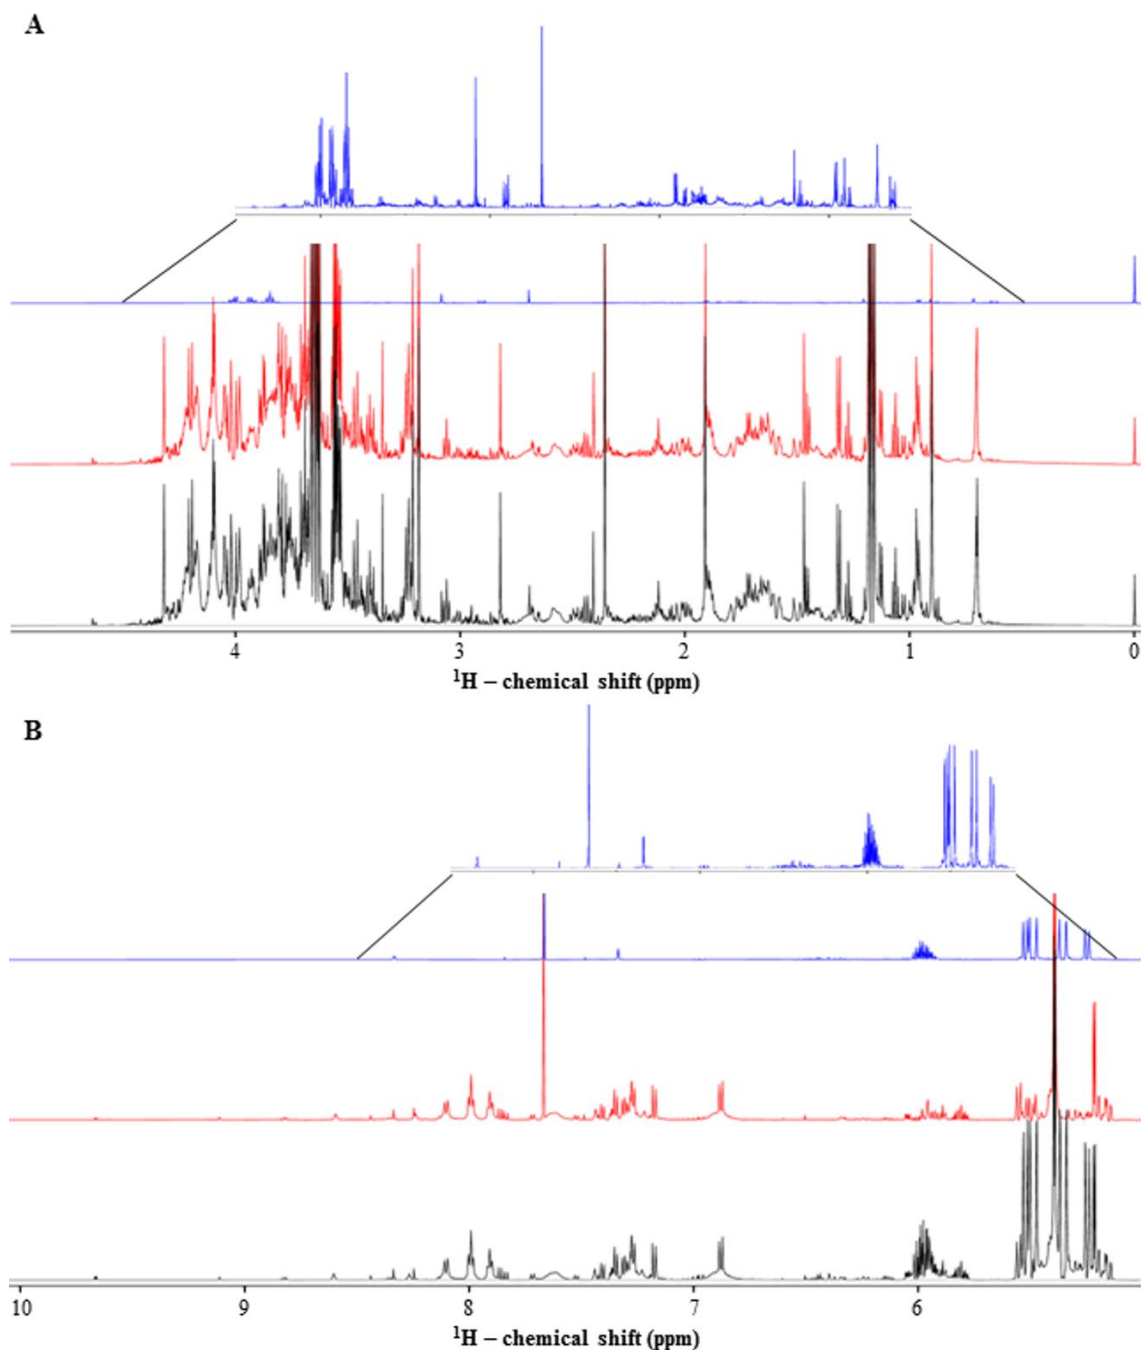 A
4 3 2 1 0
¹H – chemical shift (ppm)
B
10 9 8 7 6
¹H – chemical shift (ppm)